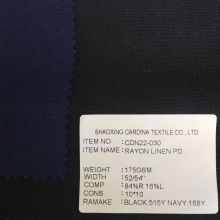 SHAOXING CARDINA TEXTILE CO., LTD
ITEM NO : CDN22-030
ITEM NAME : RAYON LINEN PD
WEIGHT : 175GSM
WIDTH : 52/54"
COMP : 84%R 16%L
CONS : 10*10
RAMAKE : BLACK 515Y NAVY 168Y